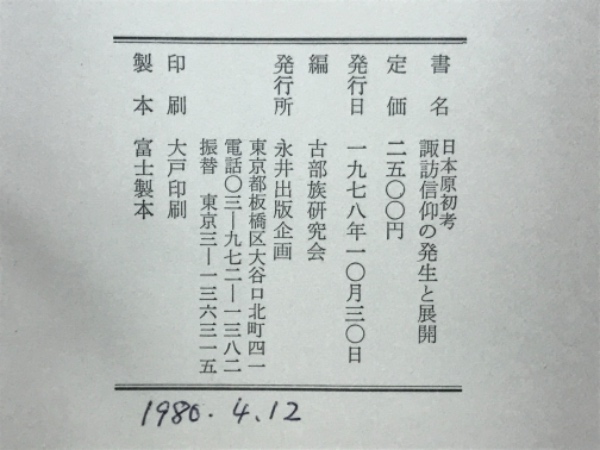 書名 日本原初考
諏訪信仰の発生と展開
定価 二五〇〇円
発行日 一九七八年一〇月三〇日
編 古部族研究会
発行所 永井出版企画
東京都板橋区大谷口北町四一
電話〇三―九七二―一三八二
振替 東京三―一三六三一五
印刷 大戸印刷
製本 富士製本
1980.4.12